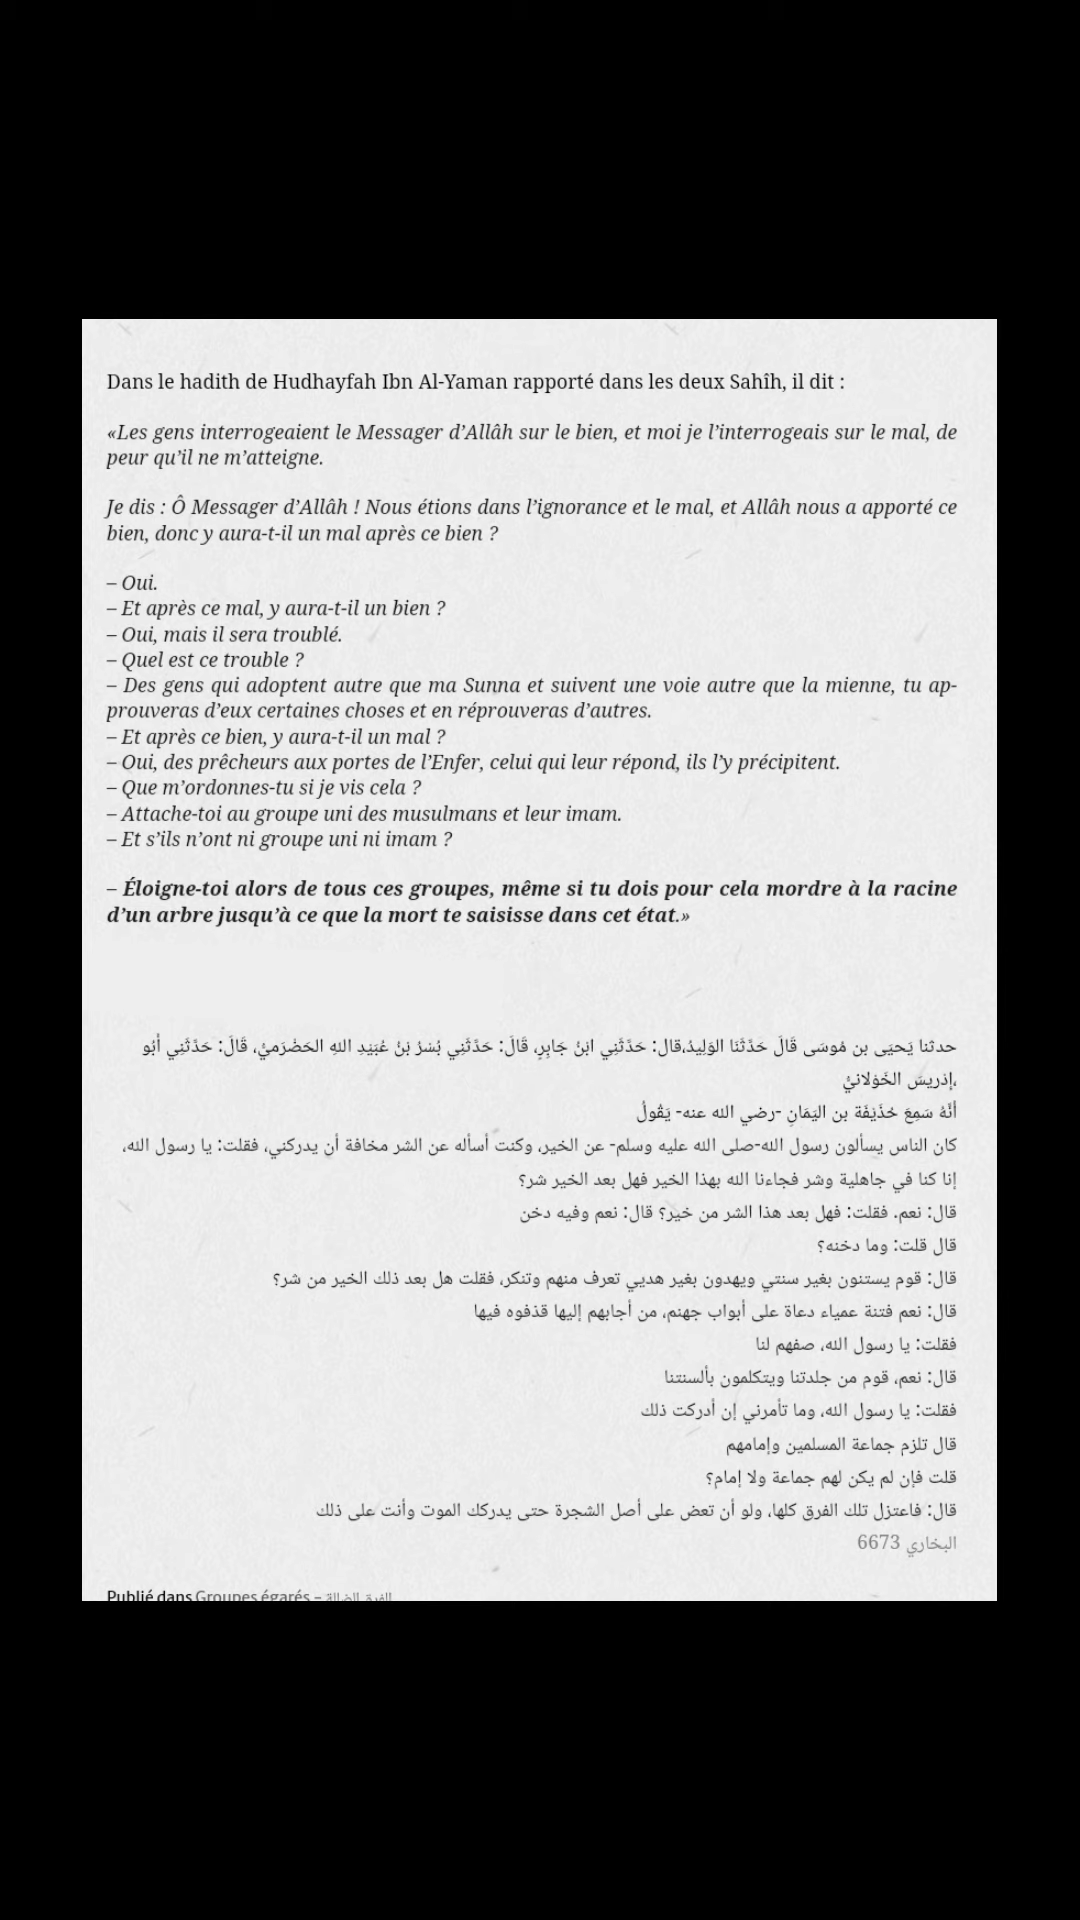 Dans le hadith de Hudhayfah Ibn Al-Yaman rapporté dans les deux Sahîh, il dit :
«Les gens interrogeaient le Messager d’Allâh sur le bien, et moi je l’interrogeais sur le mal, de
peur qu’il ne m’atteigne.
Je dis : Ô Messager d’Allâh ! Nous étions dans l’ignorance et le mal, et Allâh nous a apporté ce
bien, donc y aura-t-il un mal après ce bien ?
– Oui.
– Et après ce mal, y aura-t-il un bien ?
– Oui, mais il sera troublé.
– Quel est ce trouble ?
– Des gens qui adoptent autre que ma Sunna et suivent une voie autre que la mienne, tu ap-
prouveras d’eux certaines choses et en réprouveras d’autres.
– Et après ce bien, y aura-t-il un mal ?
– Oui, des prêcheurs aux portes de l’Enfer, celui qui leur répond, ils l’y précipitent.
– Que m’ordonnes-tu si je vis cela ?
– Attache-toi au groupe uni des musulmans et leur imam.
– Et s’ils n’ont ni groupe uni ni imam ?
– Éloigne-toi alors de tous ces groupes, même si tu dois pour cela mordre à la racine
d’un arbre jusqu’à ce que la mort te saisisse dans cet état.»
حدثنا يَحيَى بن مُوسَى قَالَ حَدَّثَنَا الوَلِيدُ،قال: حَدَّثَنِي ابْنُ جَابِرٍ، قَالَ: حَدَّثَنِي بُسْرُ بْنُ عُبَيْدِ اللهِ الحَضْرَميُّ، قَالَ: حَدَّثَنِي أَبُو
،إدْريسَ الخَوْلانيُّ
أَنَّهُ سَمِعَ حُذَيْفَة بن اليَمَانِ -رضي الله عنه- يَقُولُ
كان الناس يسألون رسول الله-صلى الله عليه وسلم- عن الخير، وكنت أسأله عن الشر مخافة أن يدركني، فقلت: يا رسول الله،
إنا كنا في جاهلية وشر فجاءنا الله بهذا الخير فهل بعد الخير شر؟
قال: نعم. فقلت: فهل بعد هذا الشر من خير؟ قال: نعم وفيه دخن
قال قلت: وما دخنه؟
قال: قوم يستنون بغير سنتي ويهدون بغير هديي تعرف منهم وتنكر، فقلت هل بعد ذلك الخير من شر؟
قال: نعم فتنة عمياء دعاة على أبواب جهنم، من أجابهم إليها قذفوه فيها
فقلت: يا رسول الله، صفهم لنا
قال: نعم، قوم من جلدتنا ويتكلمون بألسنتنا
فقلت: يا رسول الله، وما تأمرني إن أدركت ذلك
قال تلزم جماعة المسلمين وإمامهم
قلت فإن لم يكن لهم جماعة ولا إمام؟
قال: فاعتزل تلك الفرق كلها، ولو أن تعض على أصل الشجرة حتى يدركك الموت وأنت على ذلك
البخاري 6673
Publié dans Groupes égarés – الفرق الضالة